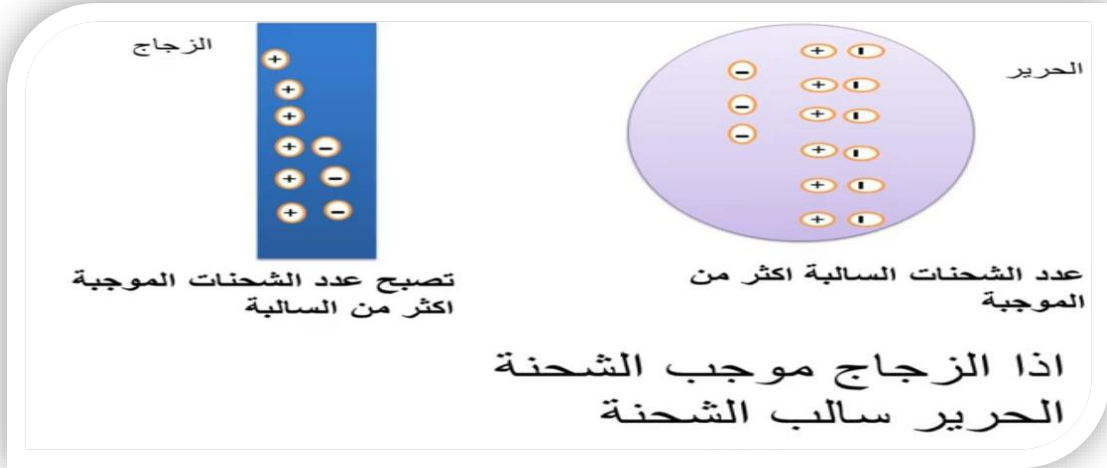 الحرير
الزجاج
عدد الشحنات السالبة اكثر من
الموجبة
تصبح عدد الشحنات الموجبة
اكثر من السالبة
اذا الزجاج موجب الشحنة
الحرير سالب الشحنة